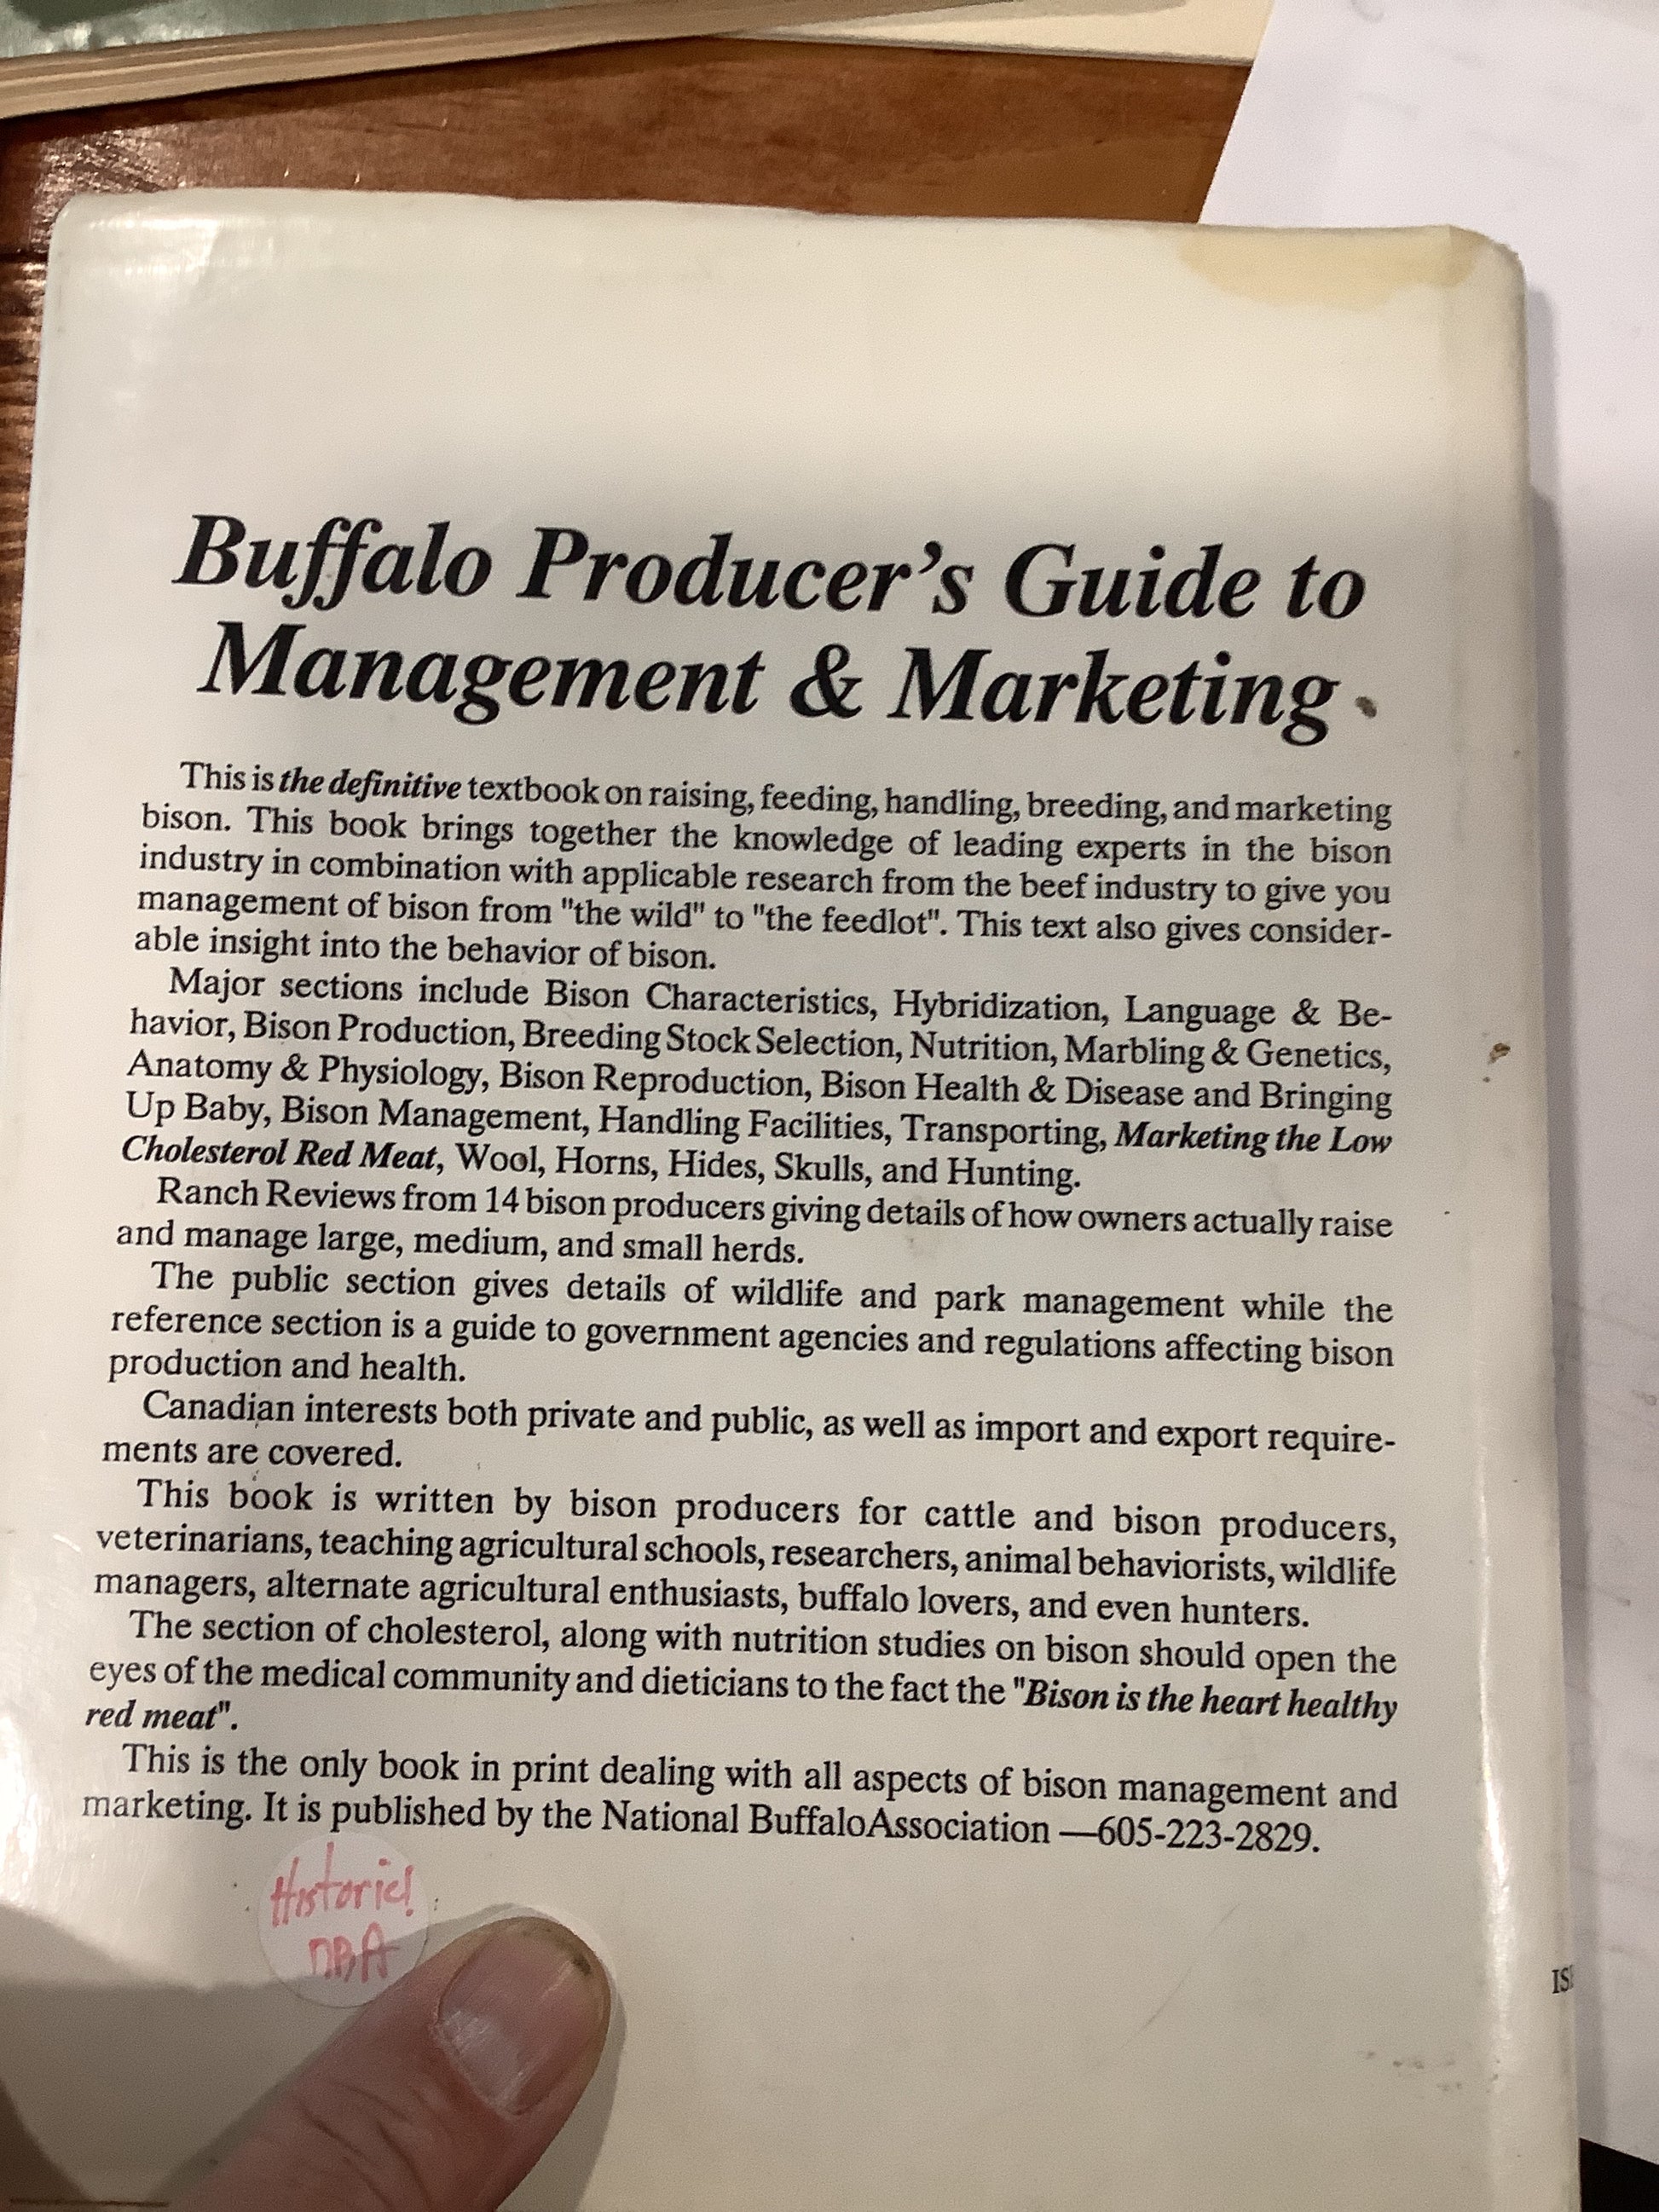 Buffalo Producer's Guide to
Management & Marketing
This is the definitive textbook on raising, feeding, handling, breeding, and marketing
bison. This book brings together the knowledge of leading experts in the bison
industry in combination with applicable research from the beef industry to give you
management of bison from "the wild" to "the feedlot". This text also gives consider-
able insight into the behavior of bison.
Major sections include Bison Characteristics, Hybridization, Language & Be-
havior, Bison Production, Breeding Stock Selection, Nutrition, Marbling & Genetics,
Anatomy & Physiology, Bison Reproduction, Bison Health & Disease and Bringing
Up Baby, Bison Management, Handling Facilities, Transporting, Marketing the Low
Cholesterol Red Meat, Wool, Horns, Hides, Skulls, and Hunting.
Ranch Reviews from 14 bison producers giving details of how owners actually raise
and manage large, medium, and small herds.
The public section gives details of wildlife and park management while the
reference section is a guide to government agencies and regulations affecting bison
production and health.
Canadian interests both private and public, as well as import and export require-
ments are covered.
This book is written by bison producers for cattle and bison producers,
veterinarians, teaching agricultural schools, researchers, animal behaviorists, wildlife
managers, alternate agricultural enthusiasts, buffalo lovers, and even hunters.
The section of cholesterol, along with nutrition studies on bison should open the
eyes of the medical community and dieticians to the fact the "Bison is the heart healthy
red meat".
This is the only book in print dealing with all aspects of bison management and
marketing. It is published by the National BuffaloAssociation —605-223-2829.
NBA